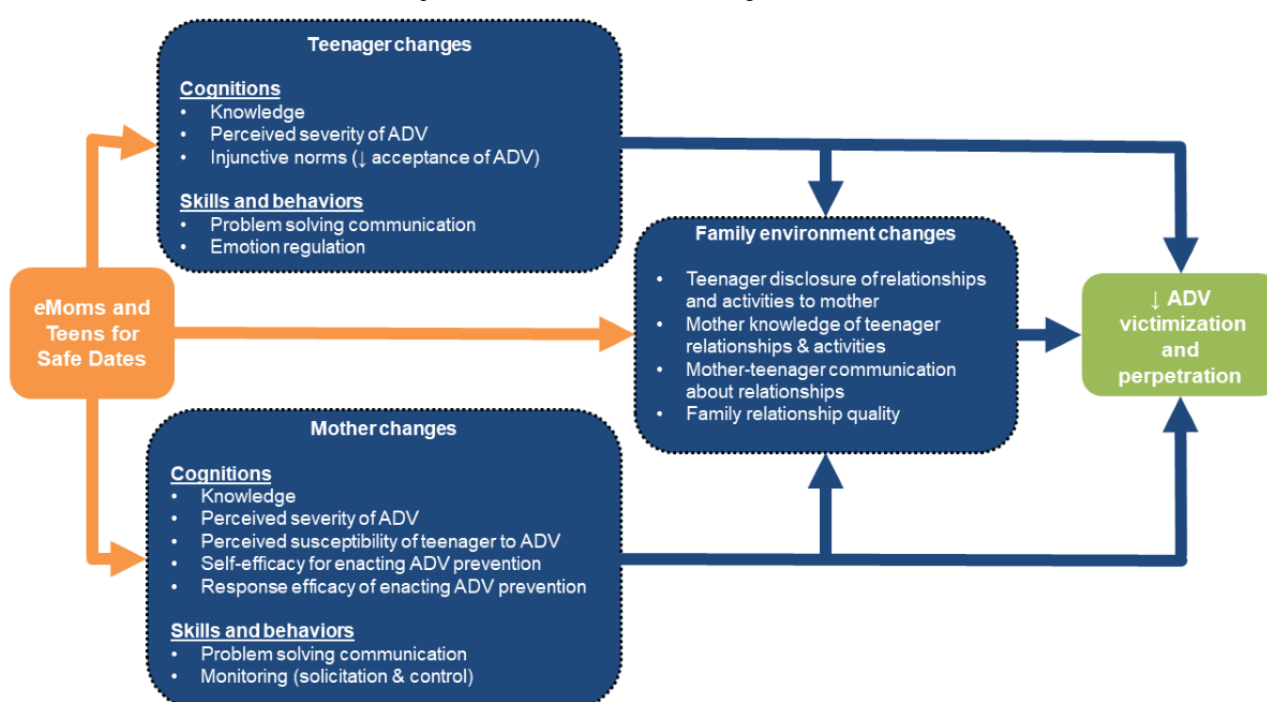 Teenager changes
Cognitions
• Knowledge
• Perceived severity of ADV
• Injunctive norms (↓ acceptance of ADV)
Skills and behaviors
• Problem solving communication
• Emotion regulation
eMoms and
Teens for
Safe Dates
Family environment changes
• Teenager disclosure of relationships
and activities to mother
• Mother knowledge of teenager
relationships & activities
• Mother-teenager communication
about relationships
• Family relationship quality
↓ ADV
victimization
and
perpetration
Mother changes
Cognitions
• Knowledge
• Perceived severity of ADV
• Perceived susceptibility of teenager to ADV
• Self-efficacy for enacting ADV prevention
• Response efficacy of enacting ADV prevention
Skills and behaviors
• Problem solving communication
• Monitoring (solicitation & control)